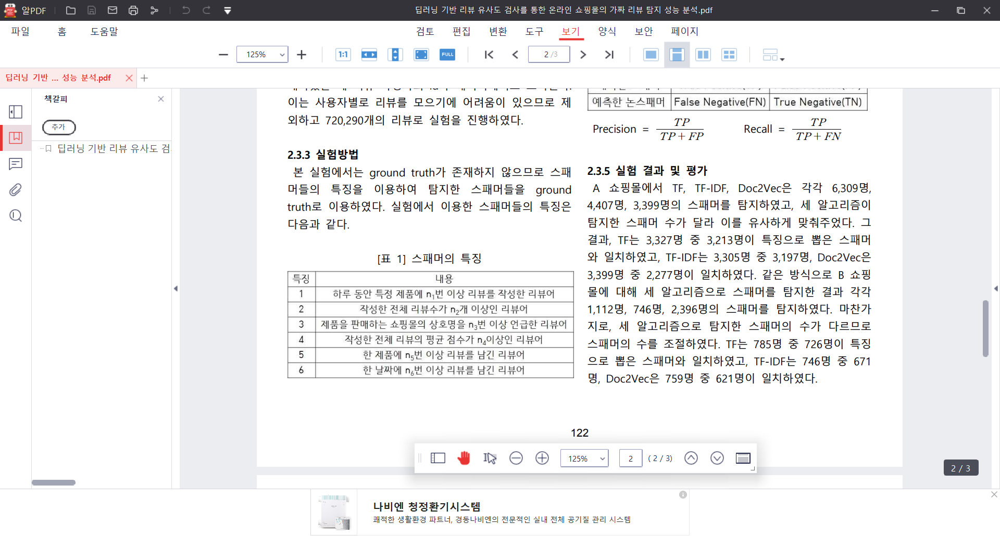 알PDF
딥러닝 기반 리뷰 유사도 검사를 통한 온라인 쇼핑몰의 가짜 리뷰 탐지 성능 분석.pdf
파일 홈 도움말 검토 편집 변환 도구 보기 양식 보안 페이지
125% 1:1 FULL 2 /3
딥러닝 기반 ... 성능 분석.pdf
책갈피
추가
딥러닝 기반 리뷰 유사도 검
이는 사용자별로 리뷰를 모으기에 어려움이 있으므로 제
외하고 720,290개의 리뷰로 실험을 진행하였다.
2.3.3 실험방법
본 실험에서는 ground truth가 존재하지 않으므로 스패
머들의 특징을 이용하여 탐지한 스패머들을 ground
truth로 이용하였다. 실험에서 이용한 스패머들의 특징은
다음과 같다.
[표 1] 스패머의 특징
특징 내용
1 하루 동안 특정 제품에 n1번 이상 리뷰를 작성한 리뷰어
2 작성한 전체 리뷰수가 n2개 이상인 리뷰어
3 제품을 판매하는 쇼핑몰의 상호명을 n3번 이상 언급한 리뷰어
4 작성한 전체 리뷰의 평균 점수가 n4이상인 리뷰어
5 한 제품에 n5번 이상 리뷰를 남긴 리뷰어
6 한 날짜에 n6번 이상 리뷰를 남긴 리뷰어
예측한 논스패머 False Negative(FN) True Negative(TN)
Precision = TP / TP + FP Recall = TP / TP + FN
2.3.5 실험 결과 및 평가
A 쇼핑몰에서 TF, TF-IDF, Doc2Vec은 각각 6,309명,
4,407명, 3,399명의 스패머를 탐지하였고, 세 알고리즘이
탐지한 스패머 수가 달라 이를 유사하게 맞춰주었다. 그
결과, TF는 3,327명 중 3,213명이 특징으로 뽑은 스패머
와 일치하였고, TF-IDF는 3,305명 중 3,197명, Doc2Vec은
3,399명 중 2,277명이 일치하였다. 같은 방식으로 B 쇼핑
몰에 대해 세 알고리즘으로 스패머를 탐지한 결과 각각
1,112명, 746명, 2,396명의 스패머를 탐지하였다. 마찬가
지로, 세 알고리즘으로 탐지한 스패머의 수가 다르므로
스패머의 수를 조절하였다. TF는 785명 중 726명이 특징
으로 뽑은 스패머와 일치하였고, TF-IDF는 746명 중 671
명, Doc2Vec은 759명 중 621명이 일치하였다.
122
125% 2 ( 2 / 3)
2 / 3
나비엔 청정환기시스템
쾌적한 생활환경 파트너, 경동나비엔의 전문적인 실내 전체 공기질 관리 시스템